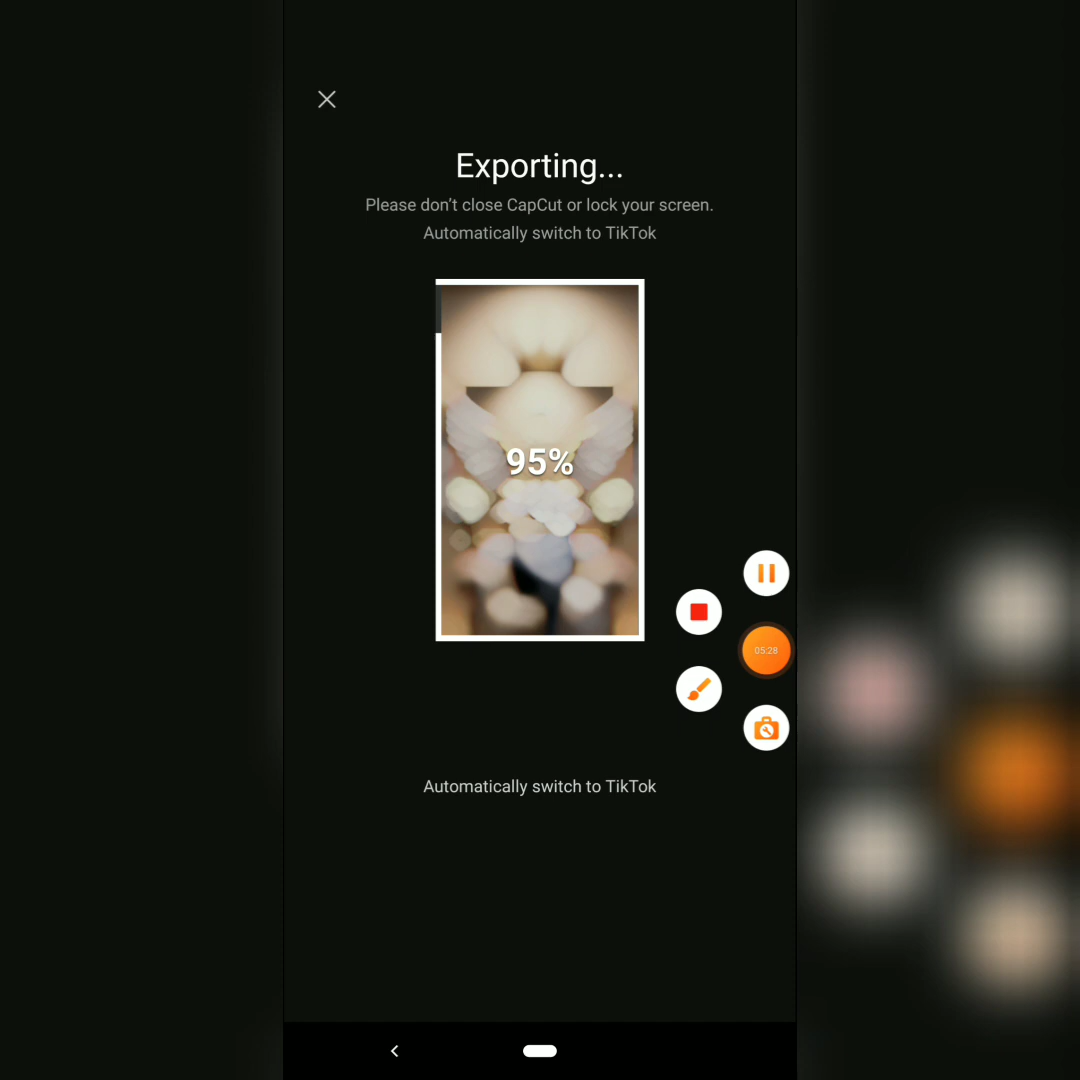 Exporting...
Please don't close CapCut or lock your screen.
Automatically switch to TikTok
95%
05:28
Automatically switch to TikTok